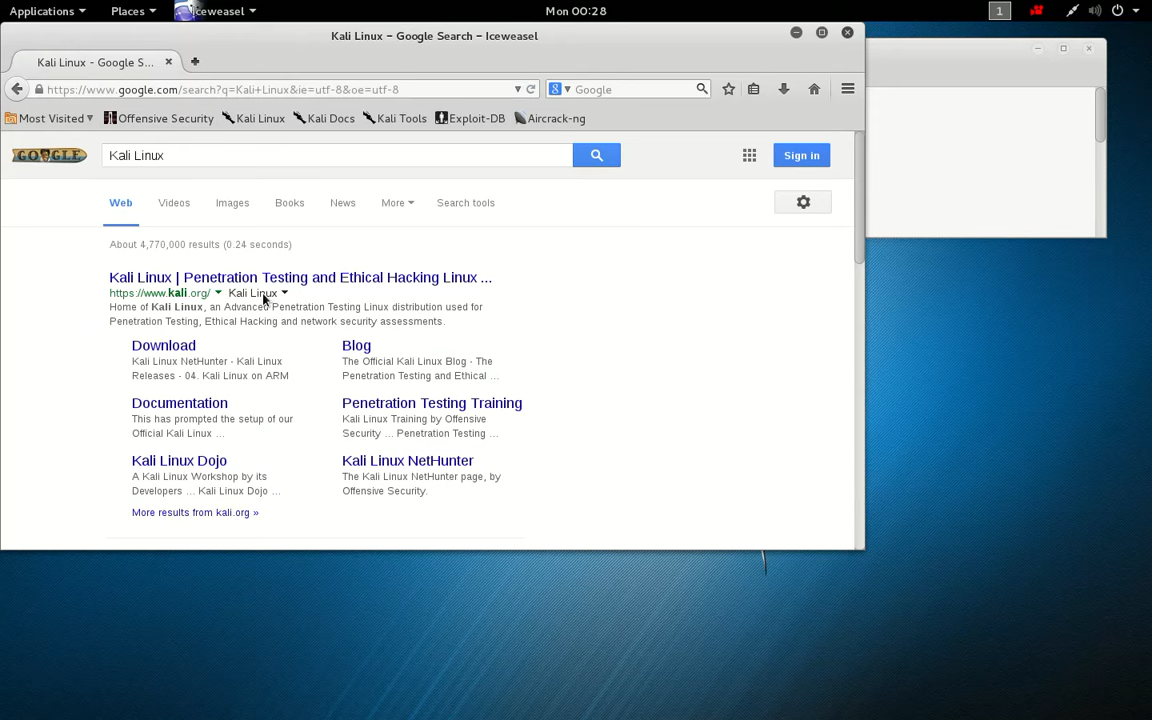 Applications Places Iceweasel Mon 00:28 1
Kali Linux – Google Search – Iceweasel
Kali Linux - Google S...
https://www.google.com/search?q=Kali+Linux&ie=utf-8&oe=utf-8 Google
Most Visited Offensive Security Kali Linux Kali Docs Kali Tools Exploit-DB Aircrack-ng
GOOGLE Kali Linux Sign in
Web Videos Images Books News More Search tools
About 4,770,000 results (0.24 seconds)
Kali Linux | Penetration Testing and Ethical Hacking Linux ...
https://www.kali.org/ Kali Linux
Home of Kali Linux, an Advanced Penetration Testing Linux distribution used for
Penetration Testing, Ethical Hacking and network security assessments.
Download
Kali Linux NetHunter - Kali Linux
Releases - 04. Kali Linux on ARM
Blog
The Official Kali Linux Blog - The
Penetration Testing and Ethical ...
Documentation
This has prompted the setup of our
Official Kali Linux ...
Penetration Testing Training
Kali Linux Training by Offensive
Security ... Penetration Testing ...
Kali Linux Dojo
A Kali Linux Workshop by its
Developers ... Kali Linux Dojo ...
Kali Linux NetHunter
The Kali Linux NetHunter page, by
Offensive Security.
More results from kali.org »